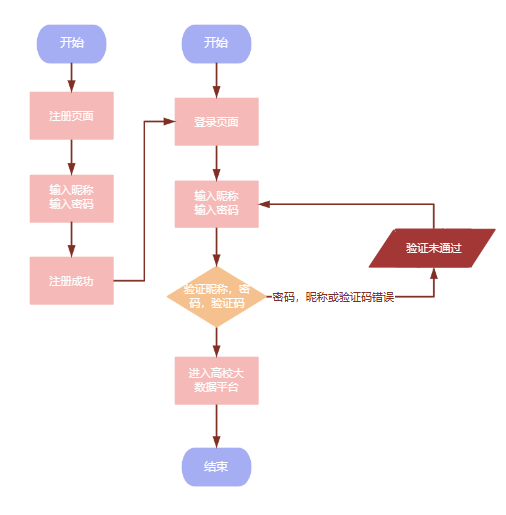 开始
注册页面
输入昵称
输入密码
注册成功
开始
登录页面
输入昵称
输入密码
验证昵称，密
码，验证码
密码，昵称或验证码错误
验证未通过
进入高校大
数据平台
结束